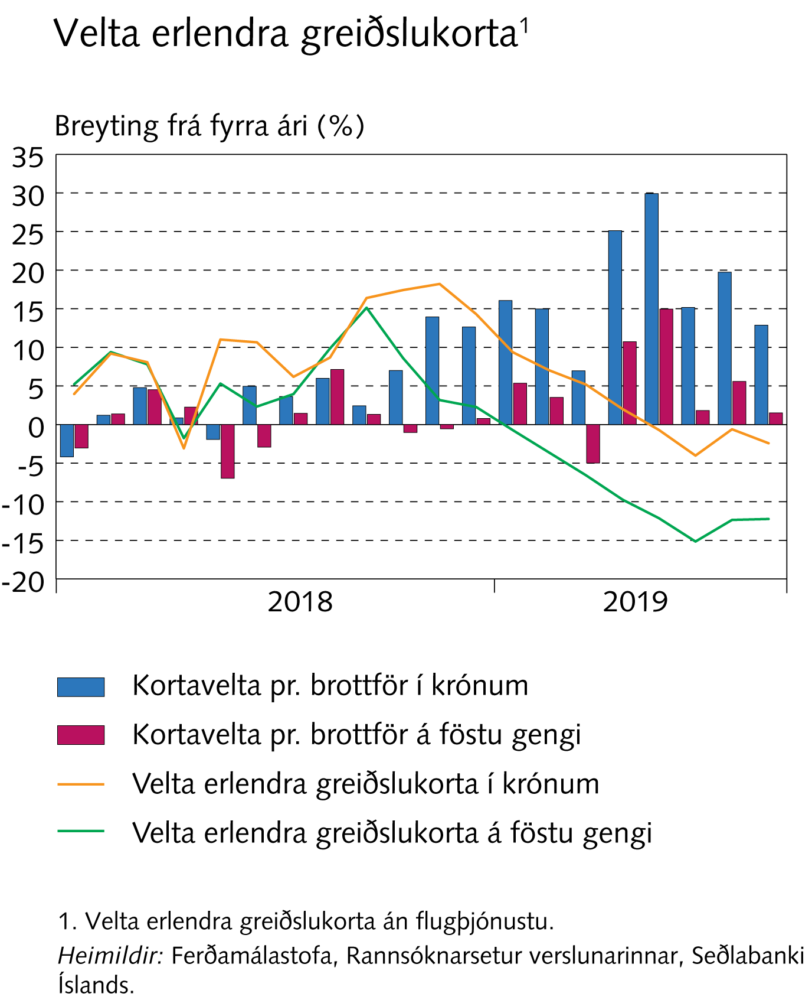 Velta erlendra greiðslukorta¹
Breyting frá fyrra ári (%)
35
30
25
20
15
10
5
0
-5
-10
-15
-20
2018 2019
Kortavelta pr. brottför í krónum
Kortavelta pr. brottför á föstu gengi
Velta erlendra greiðslukorta í krónum
Velta erlendra greiðslukorta á föstu gengi
1. Velta erlendra greiðslukorta án flugþjónustu.
Heimildir: Ferðamálastofa, Rannsóknarsetur verslunarinnar, Seðlabanki
Íslands.